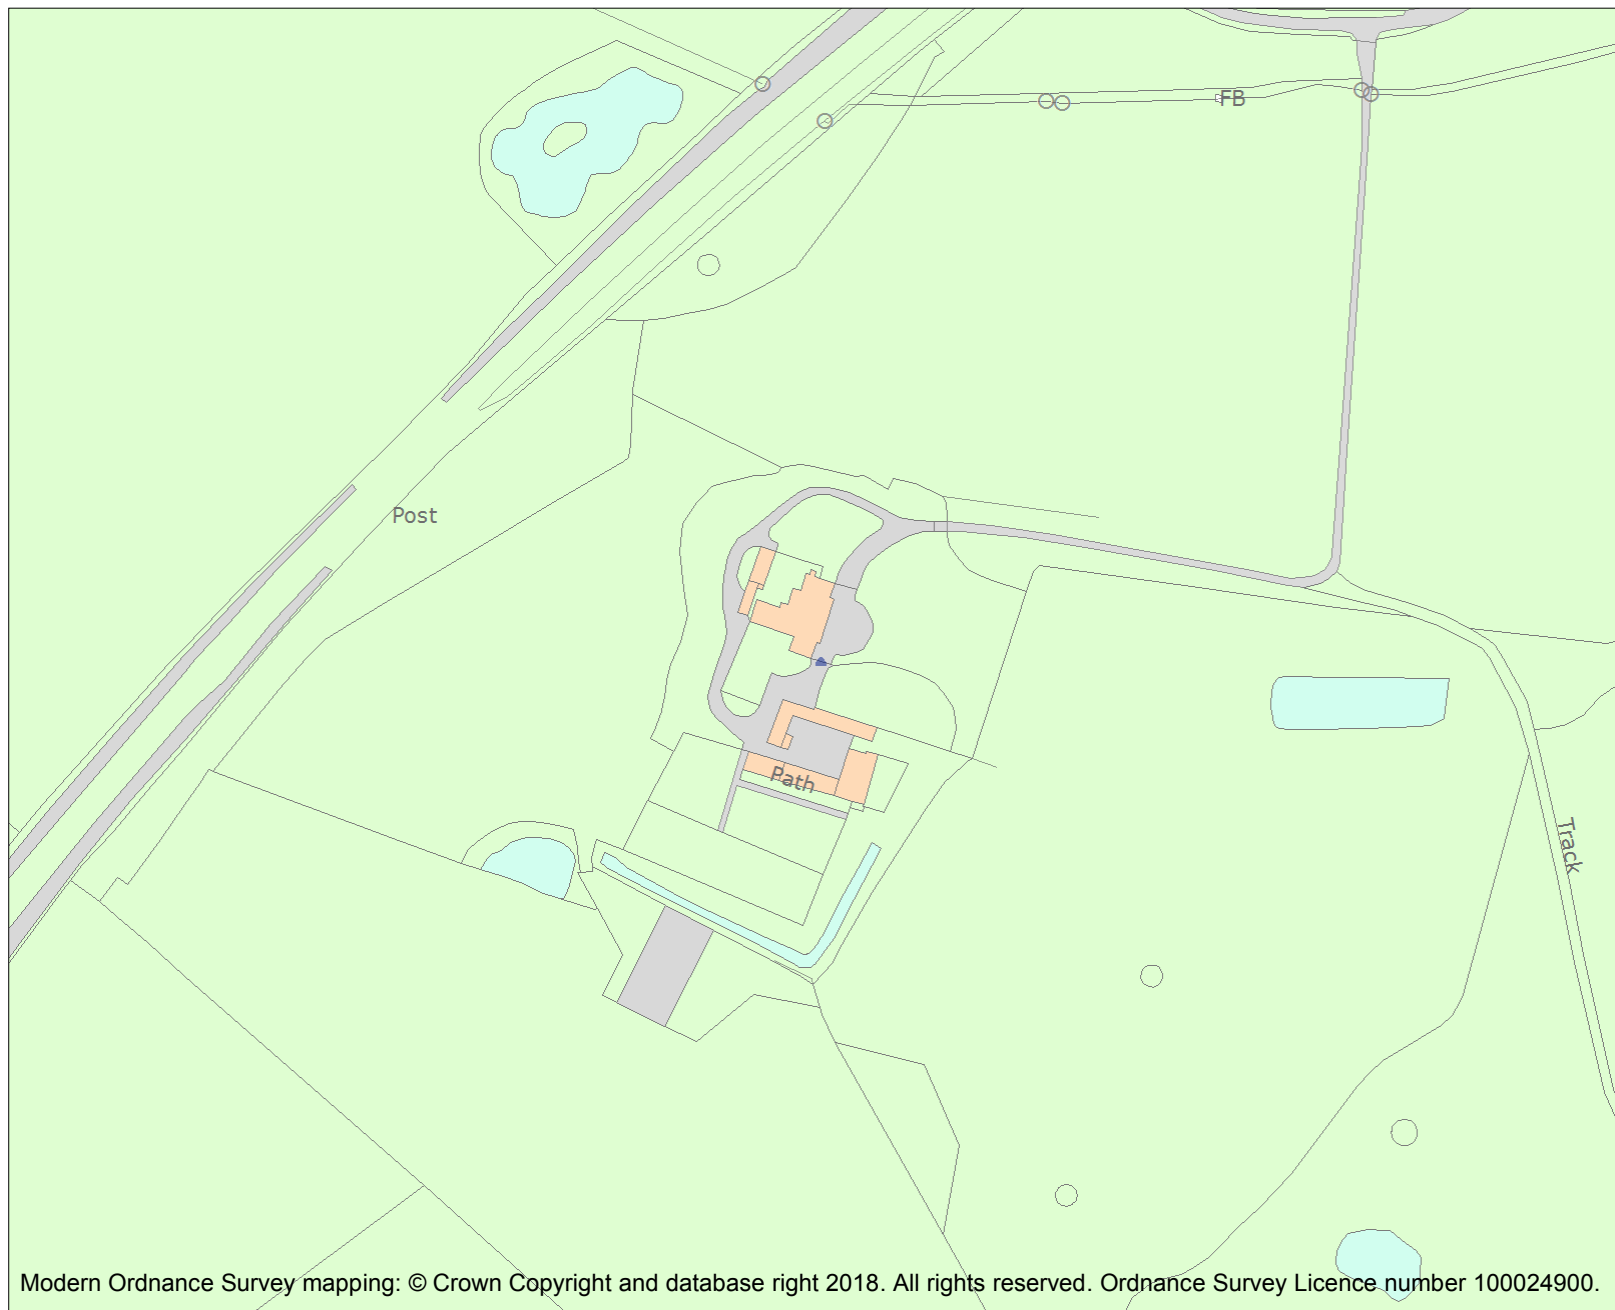 FB
Post
Path
Track
Modern Ordnance Survey mapping: © Crown Copyright and database right 2018. All rights reserved. Ordnance Survey Licence number 100024900.